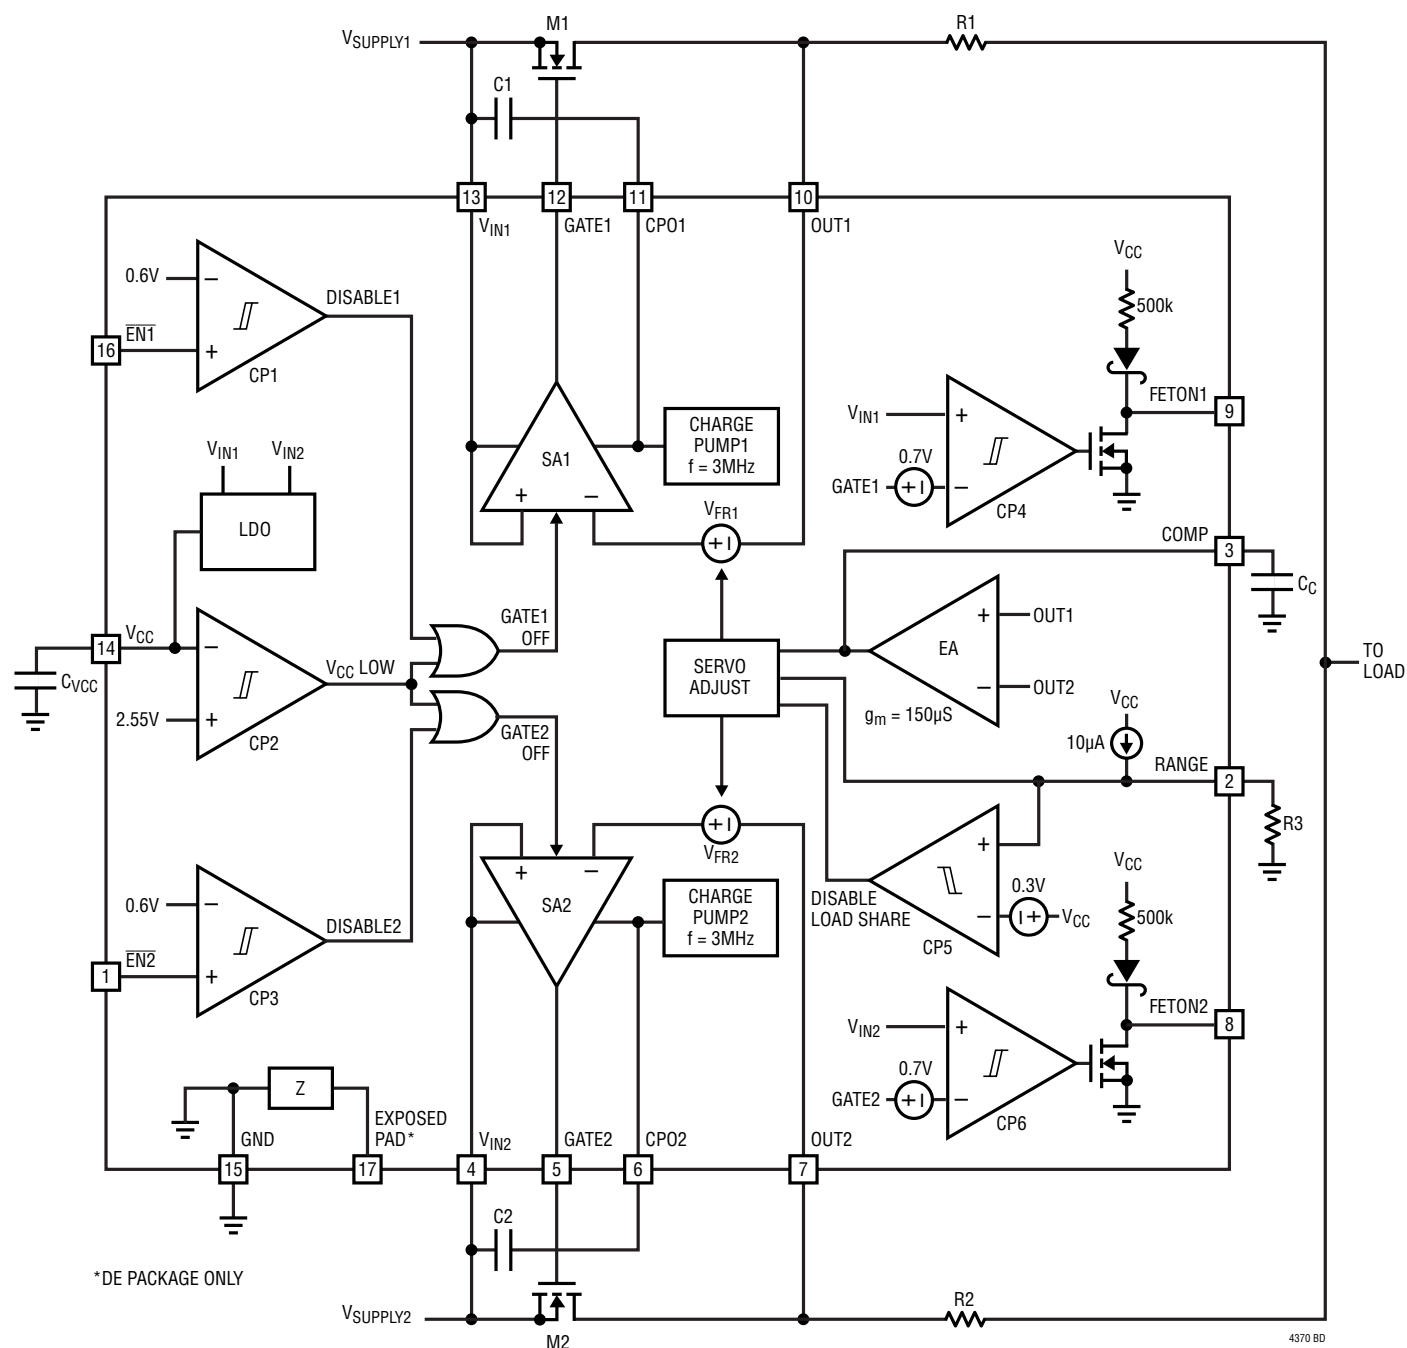 M1
R1
VSUPPLY1
C1
13
12
11
10
VIN1
GATE1
CPO1
OUT1
0.6V
−
DISABLE1
16
EN1
+
CP1
VCC
500k
FETON1
9
VIN1
+
0.7V
GATE1
+ −
−
CP4
VIN1
VIN2
LDO
SA1
+
−
CHARGE
PUMP1
f = 3MHz
VFR1
+ −
COMP
3
CC
14
VCC
−
CVCC
2.55V
+
CP2
VCC LOW
GATE1
OFF
GATE2
OFF
SERVO
ADJUST
+
OUT1
EA
−
OUT2
gm = 150µS
TO
LOAD
VCC
10µA
RANGE
2
R3
+ −
VFR2
+
−
SA2
CHARGE
PUMP2
f = 3MHz
DISABLE
LOAD SHARE
+
−
0.3V
− +
VCC
CP5
0.6V
−
DISABLE2
1
EN2
+
CP3
VCC
500k
FETON2
8
VIN2
+
0.7V
GATE2
+ −
−
CP6
Z
EXPOSED
PAD*
GND
15
17
VIN2
GATE2
CPO2
OUT2
4
5
6
7
C2
*DE PACKAGE ONLY
VSUPPLY2
M2
R2
4370 BD